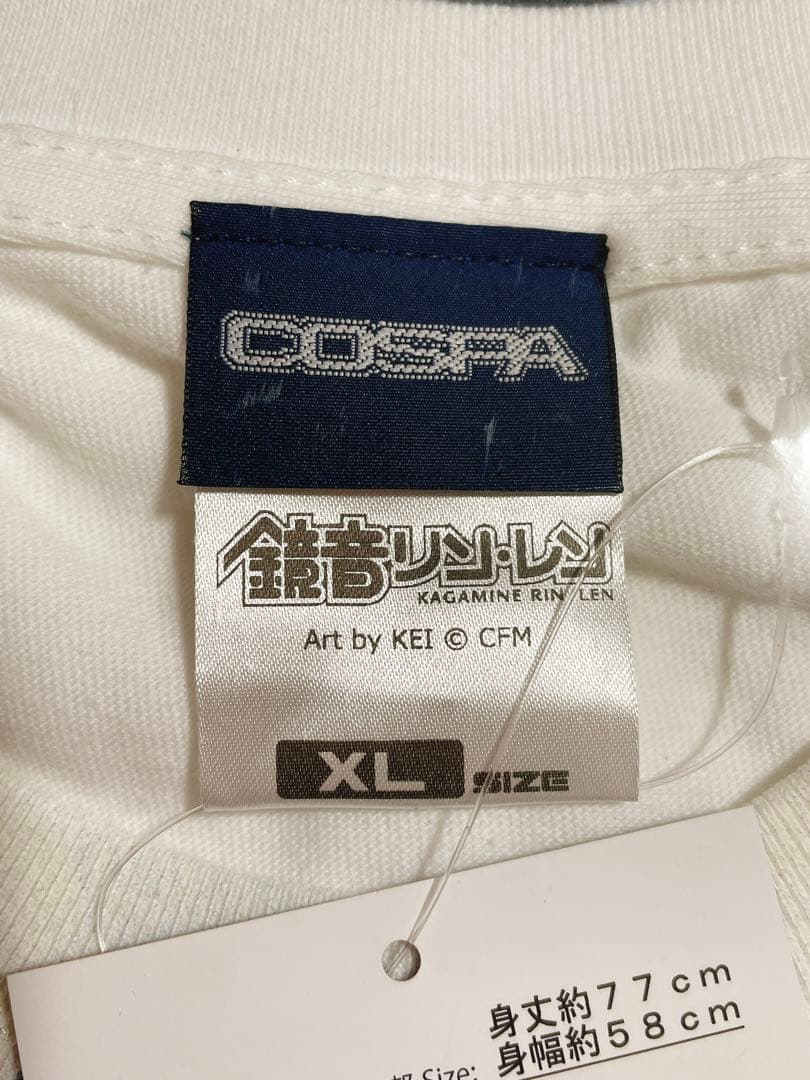 COSPA
鏡音リン・レン
KAGAMINE RIN LEN
Art by KEI © CFM
XL SIZE
身丈約77cm
Size: 身幅約58cm